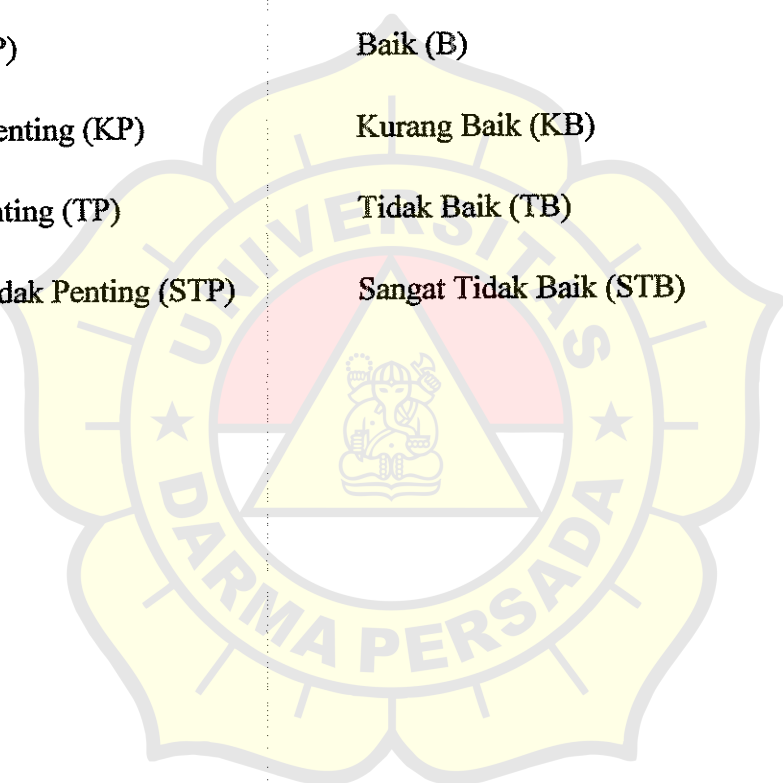 P) Baik (B)
enting (KP) Kurang Baik (KB)
nting (TP) Tidak Baik (TB)
dak Penting (STP) Sangat Tidak Baik (STB)
UNIVERSITAS
DARMA PERSADA